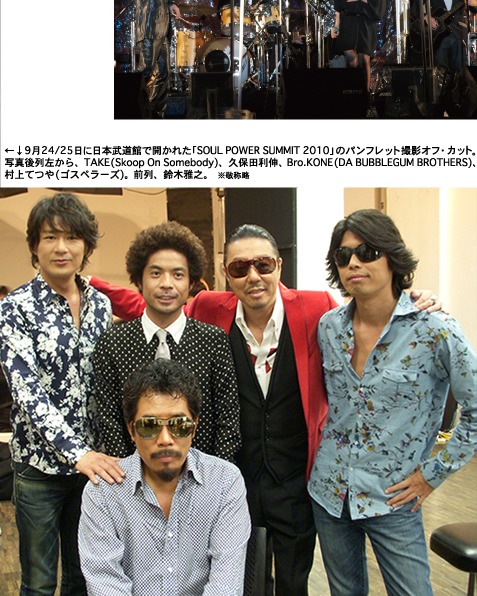 ←↓9月24/25日に日本武道館で開かれた「SOUL POWER SUMMIT 2010」のパンフレット撮影オフ・カット。
写真後列左から、TAKE(Skoop On Somebody)、久保田利伸、Bro.KONE(DA BUBBLEGUM BROTHERS)、
村上てつや(ゴスペラーズ)。前列、鈴木雅之。 ※敬称略